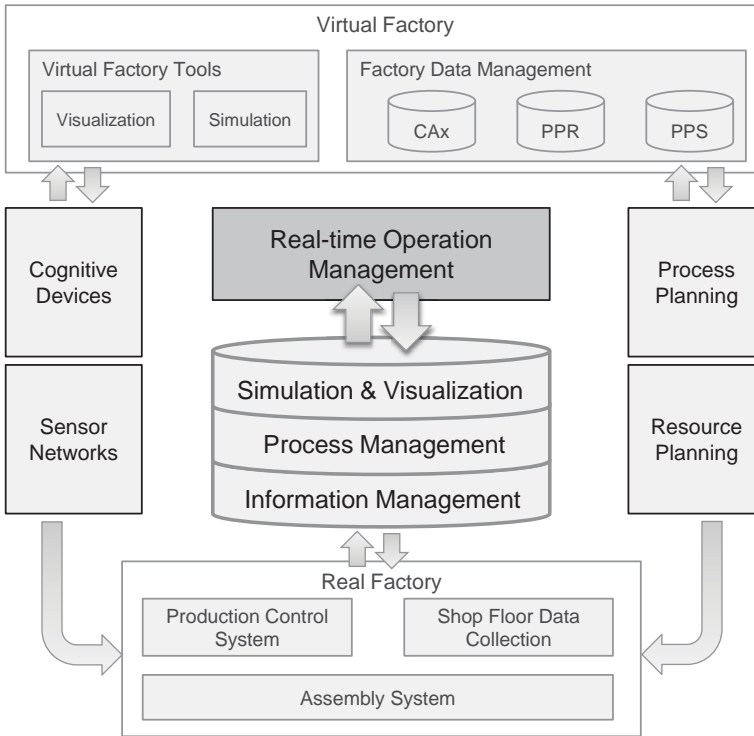 Virtual Factory
Virtual Factory Tools
Visualization
Simulation
Factory Data Management
CAx
PPR
PPS
Cognitive
Devices
Real-time Operation
Management
Process
Planning
Sensor
Networks
Simulation & Visualization
Process Management
Information Management
Resource
Planning
Real Factory
Production Control
System
Shop Floor Data
Collection
Assembly System